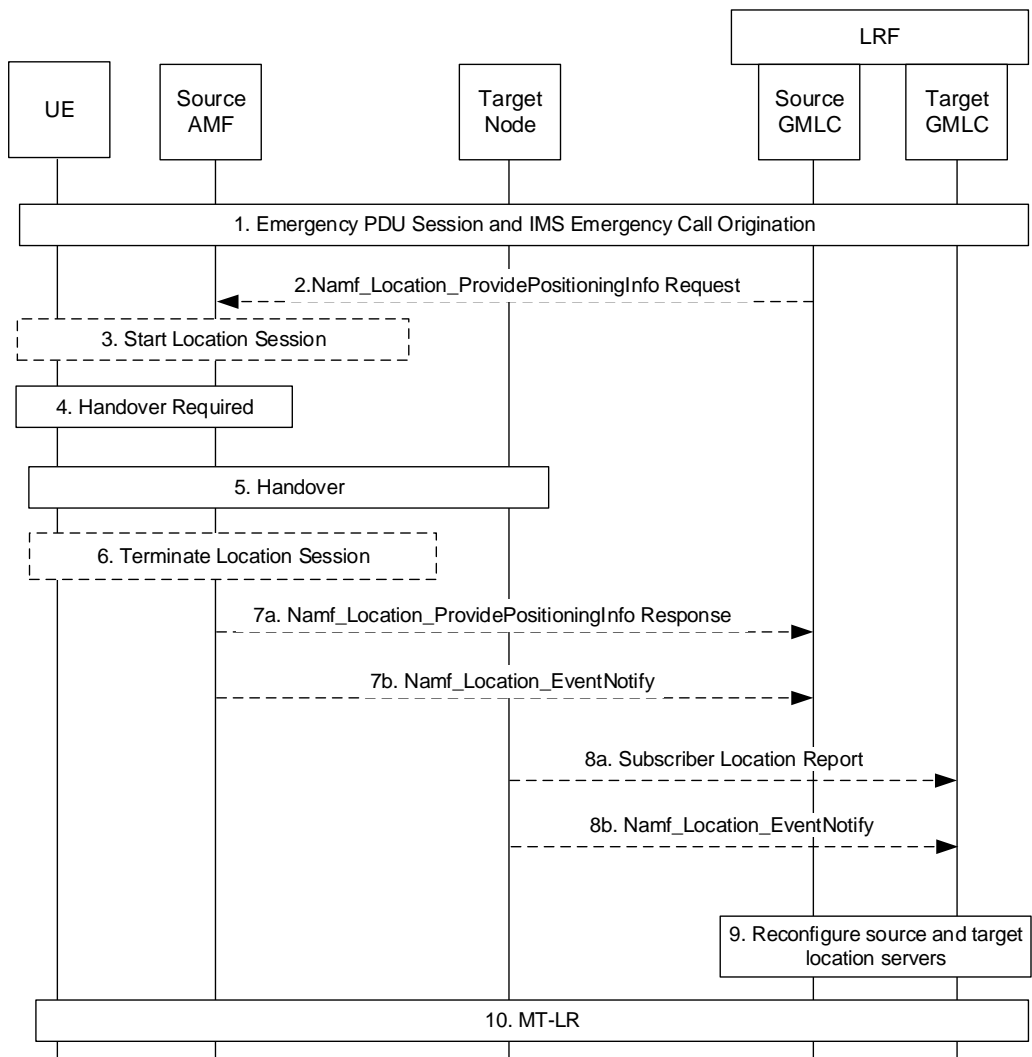 LRF
UE
Source
AMF
Target
Node
Source
GMLC
Target
GMLC
1. Emergency PDU Session and IMS Emergency Call Origination
2.Namf_Location_ProvidePositioningInfo Request
3. Start Location Session
4. Handover Required
5. Handover
6. Terminate Location Session
7a. Namf_Location_ProvidePositioningInfo Response
7b. Namf_Location_EventNotify
8a. Subscriber Location Report
8b. Namf_Location_EventNotify
9. Reconfigure source and target
location servers
10. MT-LR